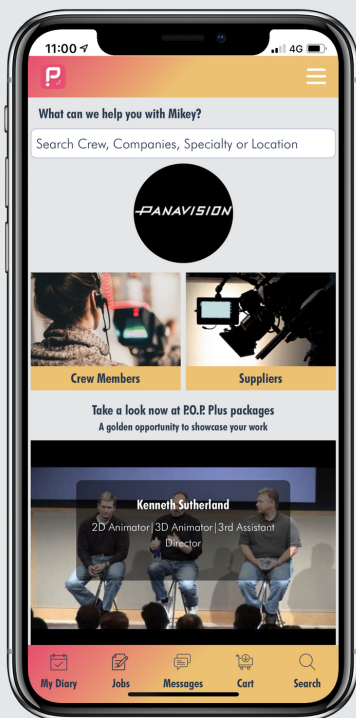 11:00
4G
P
What can we help you with Mikey?
Search Crew, Companies, Specialty or Location
PANAVISION
Crew Members
Suppliers
Take a look now at P.O.P. Plus packages
A golden opportunity to showcase your work
Kenneth Sutherland
2D Animator|3D Animator|3rd Assistant
Director
My Diary
Jobs
Messages
Cart
Search